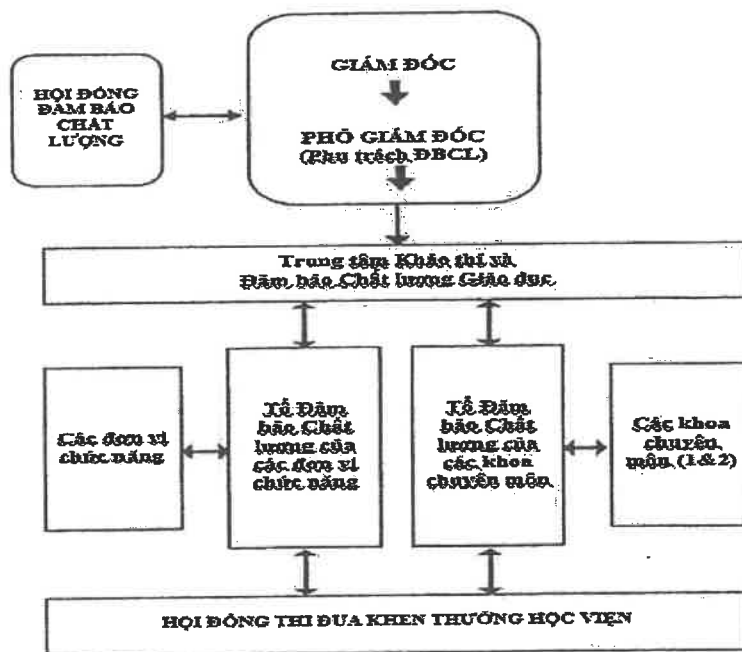 HỘI ĐỒNG
ĐẢM BẢO
CHẤT
LƯỢNG
GIÁM ĐỐC
PHÓ GIÁM ĐỐC
(Phụ trách ĐBCL)
Trung tâm Khảo thí và
Đảm bảo Chất lượng Giáo dục
Các đơn vị
chức năng
Tổ Đảm
bảo Chất
lượng của
các đơn vị
chức năng
Tổ Đảm
bảo Chất
lượng của
các khoa
chuyên môn
Các khoa
chuyên
môn (1&2)
HỘI ĐỒNG THI ĐUA KHEN THƯỞNG HỌC VIỆN